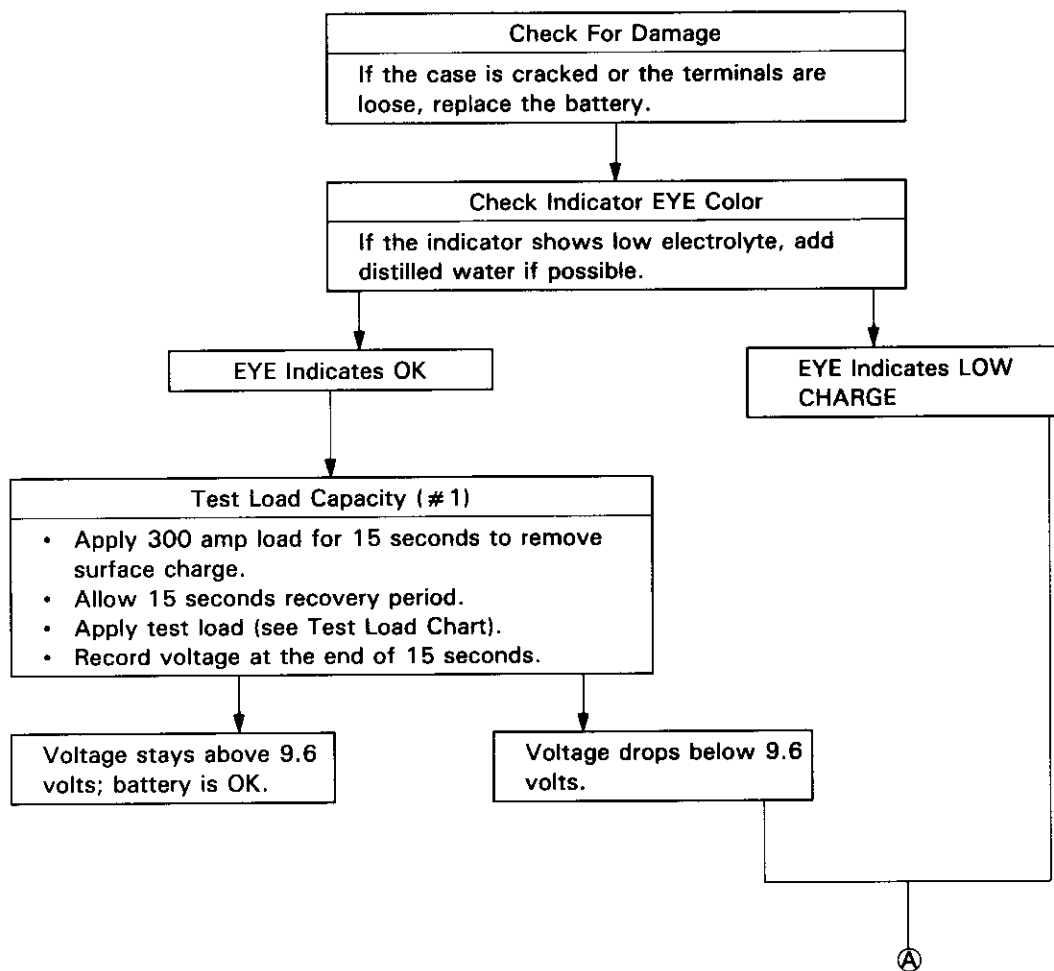 Check For Damage
If the case is cracked or the terminals are
loose, replace the battery.
Check Indicator EYE Color
If the indicator shows low electrolyte, add
distilled water if possible.
EYE Indicates OK
EYE Indicates LOW
CHARGE
Test Load Capacity (#1)
• Apply 300 amp load for 15 seconds to remove
surface charge.
• Allow 15 seconds recovery period.
• Apply test load (see Test Load Chart).
• Record voltage at the end of 15 seconds.
Voltage stays above 9.6
volts; battery is OK.
Voltage drops below 9.6
volts.
Ⓐ